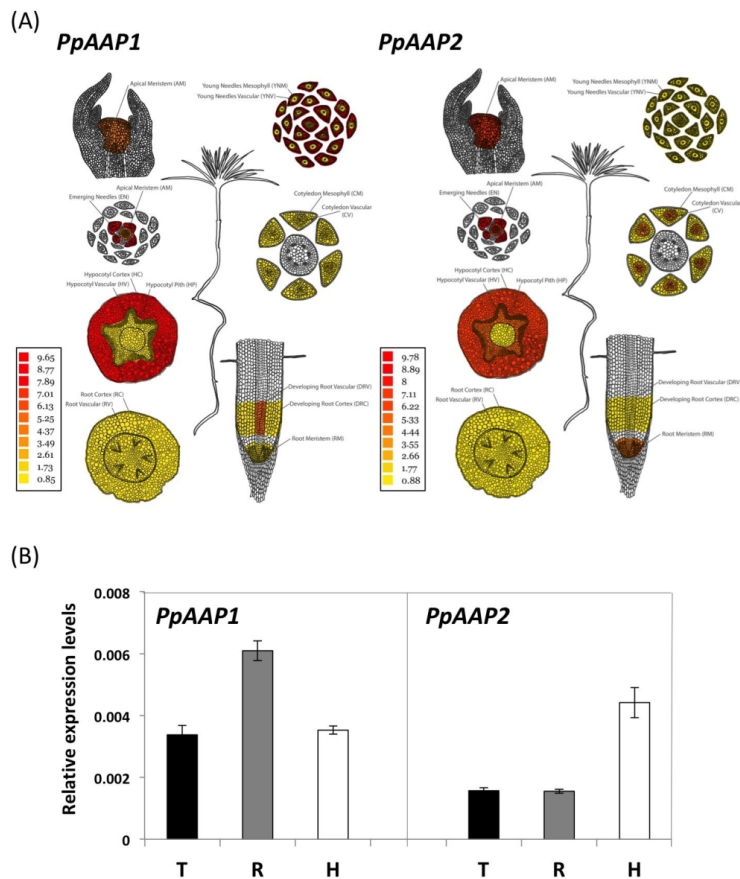 (A)
PpAAP1
PpAAP2
Apical Meristem (AM)
Young Needles Mesophyll (YNM)
Young Needles Vascular (YNV)
Apical Meristem (AM)
Young Needles Mesophyll (YNM)
Young Needles Vascular (YNV)
Emerging Needles (EN)
Apical Meristem (AM)
Cotyledon Mesophyll (CM)
Cotyledon Vascular (CV)
Emerging Needles (EN)
Apical Meristem (AM)
Cotyledon Mesophyll (CM)
Cotyledon Vascular
(CV)
Hypocotyl Cortex (HC)
Hypocotyl Vascular (HV)
Hypocotyl Pith (HP)
Hypocotyl Cortex (HC)
Hypocotyl Vascular (HV)
Hypocotyl Pith (HP)
9.65
8.77
7.89
7.01
6.13
5.25
4.37
3.49
2.61
1.73
0.85
Root Cortex (RC)
Root Vascular (RV)
Developing Root Vascular (DRV)
Developing Root Cortex (DRC)
Root Meristem (RM)
9.78
8.89
8
7.11
6.22
5.33
4.44
3.55
2.66
1.77
0.88
Root Cortex (RC)
Root Vascular (RV)
Developing Root Vascular (DRV
Developing Root Cortex (DRC)
Root Meristem (RM)
(B)
Relative expression levels
0.008
0.006
0.004
0.002
0
PpAAP1
PpAAP2
T R H T R H